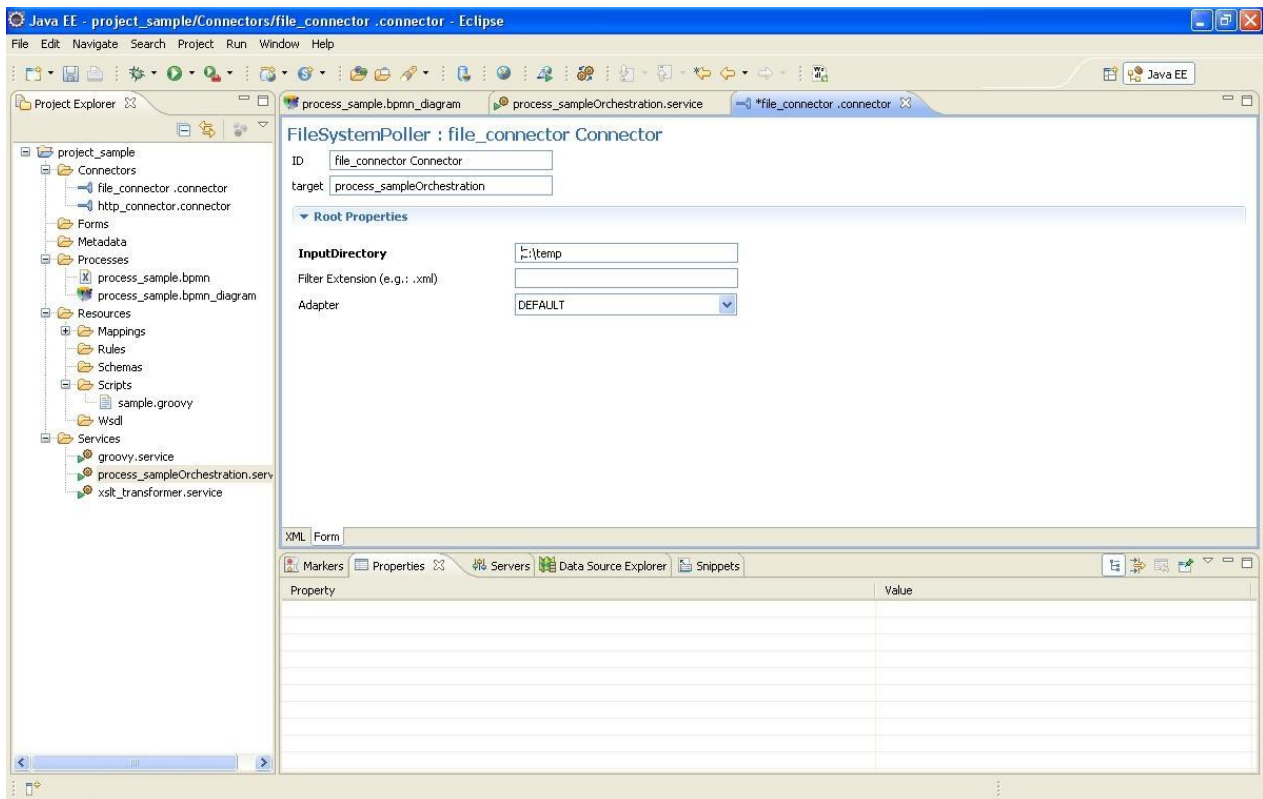 Java EE - project_sample/Connectors/file_connector .connector - Eclipse
File Edit Navigate Search Project Run Window Help
Java EE
Project Explorer
process_sample.bpmn_diagram
process_sampleOrchestration.service
*file_connector .connector
project_sample
Connectors
file_connector .connector
http_connector.connector
Forms
Metadata
Processes
process_sample.bpmn
process_sample.bpmn_diagram
Resources
Mappings
Rules
Schemas
Scripts
sample.groovy
Wsdl
Services
groovy.service
process_sampleOrchestration.serv
xslt_transformer.service
FileSystemPoller : file_connector Connector
ID file_connector Connector
target process_sampleOrchestration
Root Properties
InputDirectory :\temp
Filter Extension (e.g.: .xml)
Adapter DEFAULT
XML Form
Markers Properties Servers Data Source Explorer Snippets
Property Value